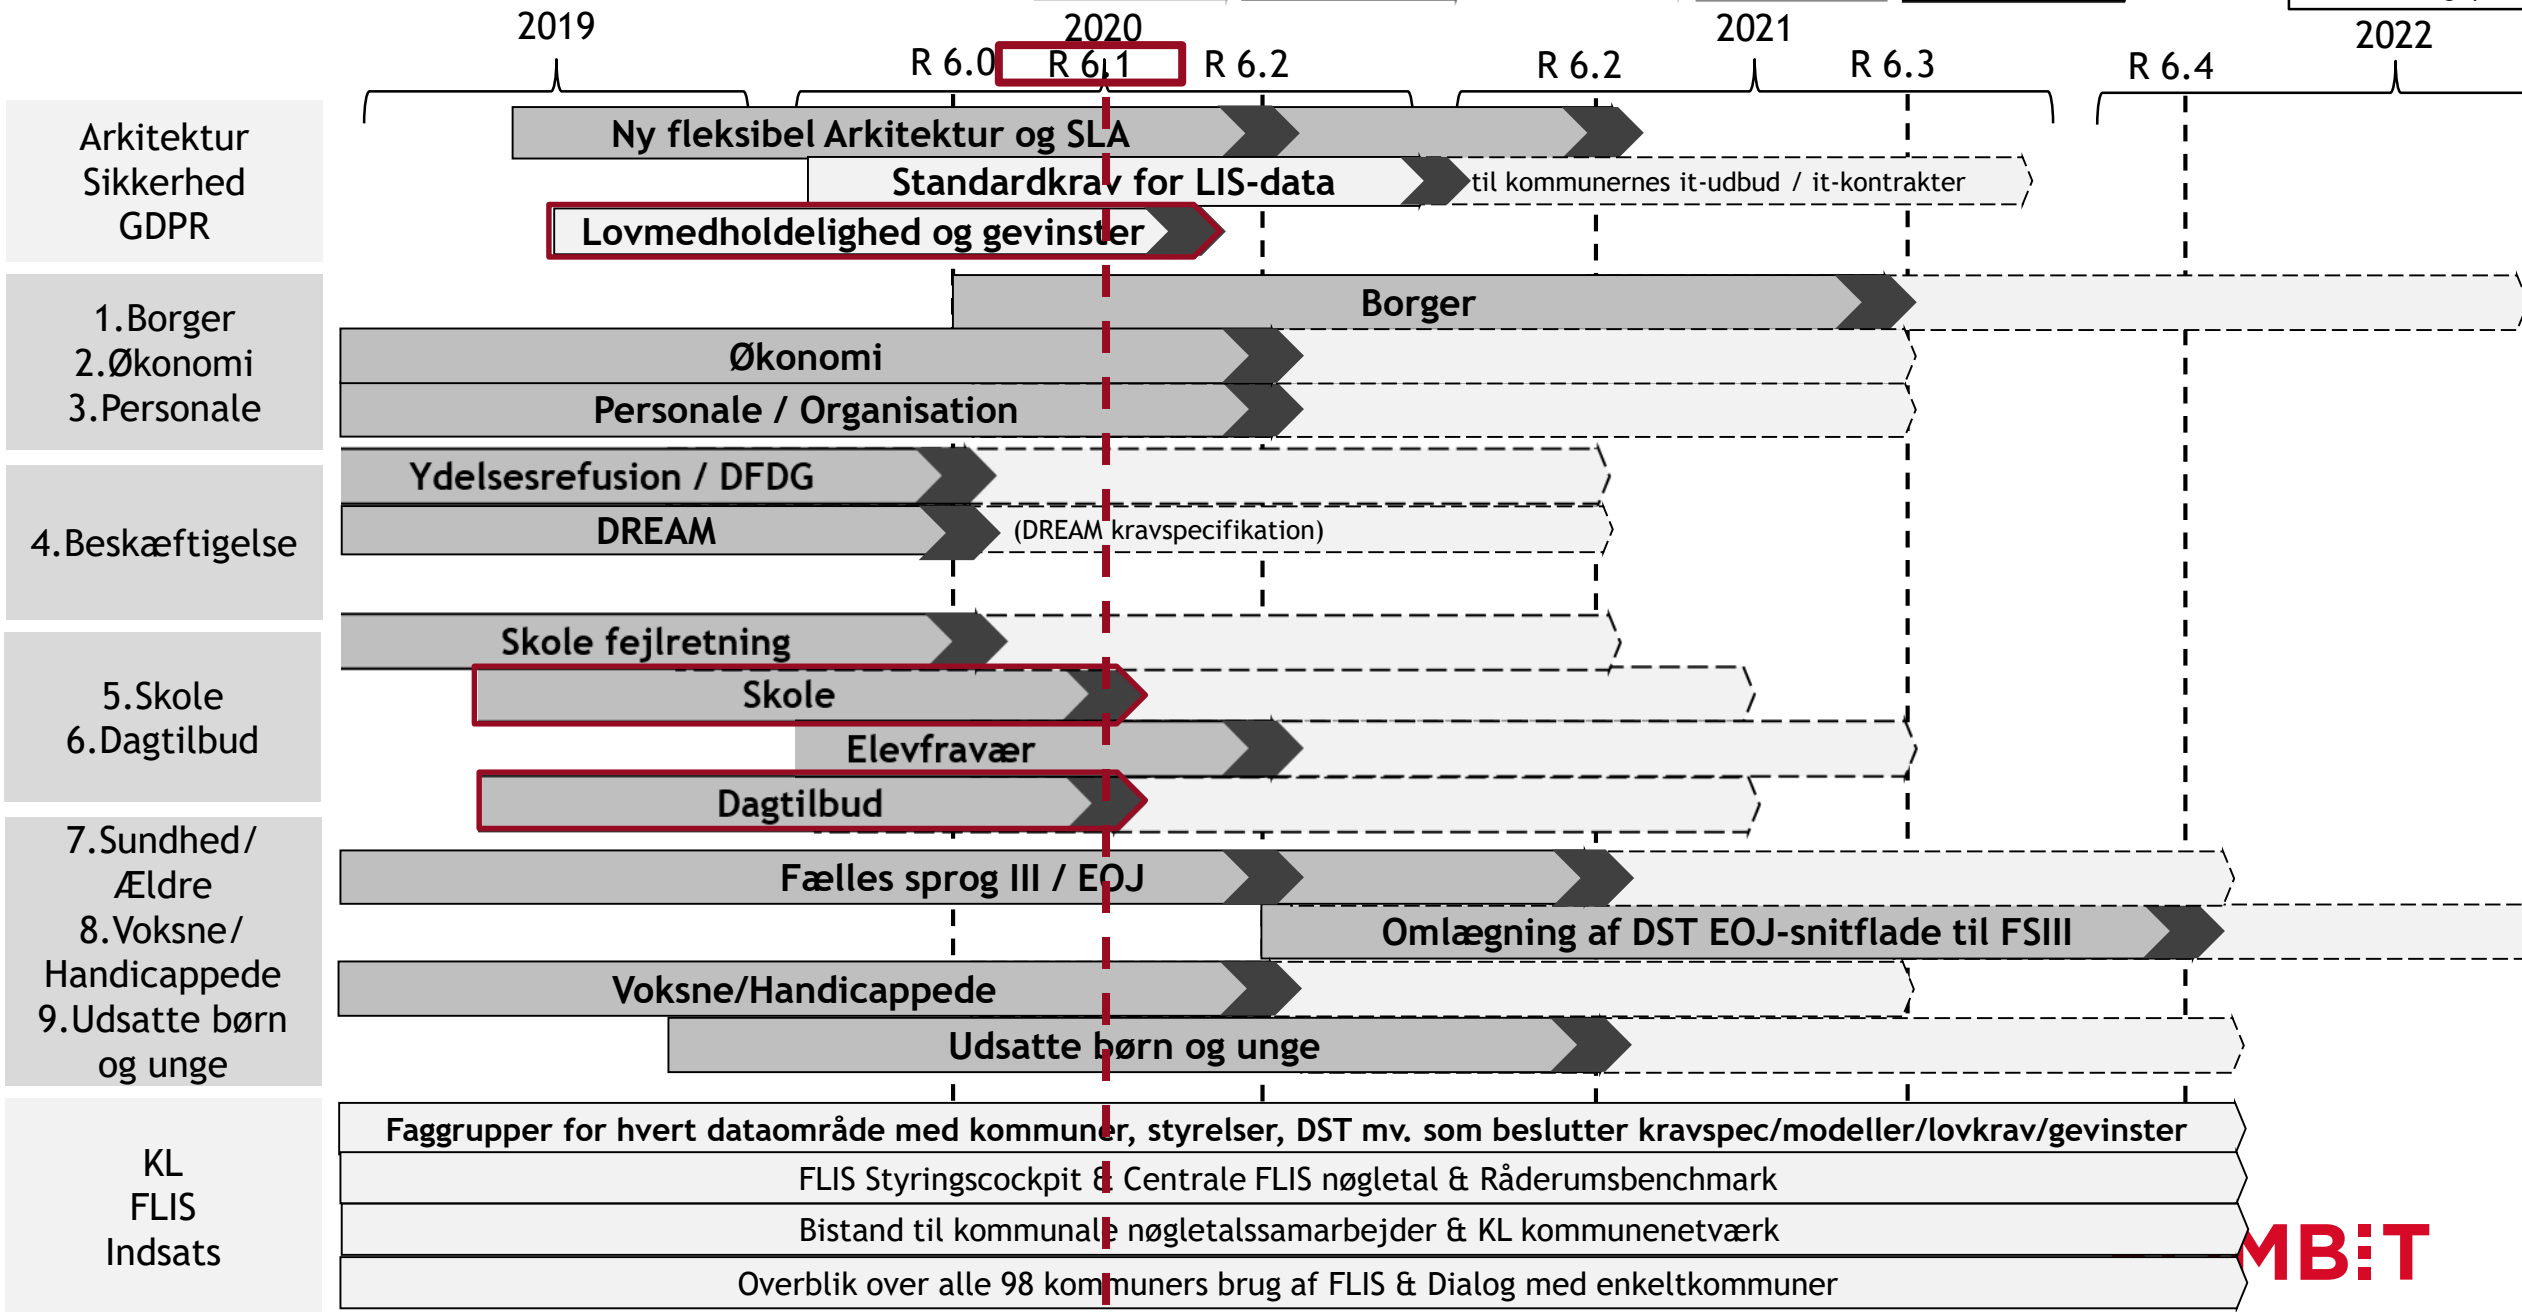 2019
2020
2021
2022
R 6.0
R 6.1
R 6.2
R 6.2
R 6.3
R 6.4
Arkitektur
Sikkerhed
GDPR
Ny fleksibel Arkitektur og SLA
Standardkrav for LIS-data
til kommunernes it-udbud / it-kontrakter
Lovmedholdelighed og gevinster
1.Borger
2.Økonomi
3.Personale
Borger
Økonomi
Personale / Organisation
4.Beskæftigelse
Ydelsesrefusion / DFDG
DREAM
(DREAM kravspecifikation)
5.Skole
6.Dagtilbud
Skole fejlretning
Skole
Elevfravær
Dagtilbud
7.Sundhed/
Ældre
8.Voksne/
Handicappede
9.Udsatte børn
og unge
Fælles sprog III / EOJ
Omlægning af DST EOJ-snitflade til FSIII
Voksne/Handicappede
Udsatte børn og unge
KL
FLIS
Indsats
Faggrupper for hvert dataområde med kommuner, styrelser, DST mv. som beslutter kravspec/modeller/lovkrav/gevinster
FLIS Styringscockpit & Centrale FLIS nøgletal & Råderumsbenchmark
Bistand til kommunale nøgletalssamarbejder & KL kommunenetværk
Overblik over alle 98 kommuners brug af FLIS & Dialog med enkeltkommuner
MBIT